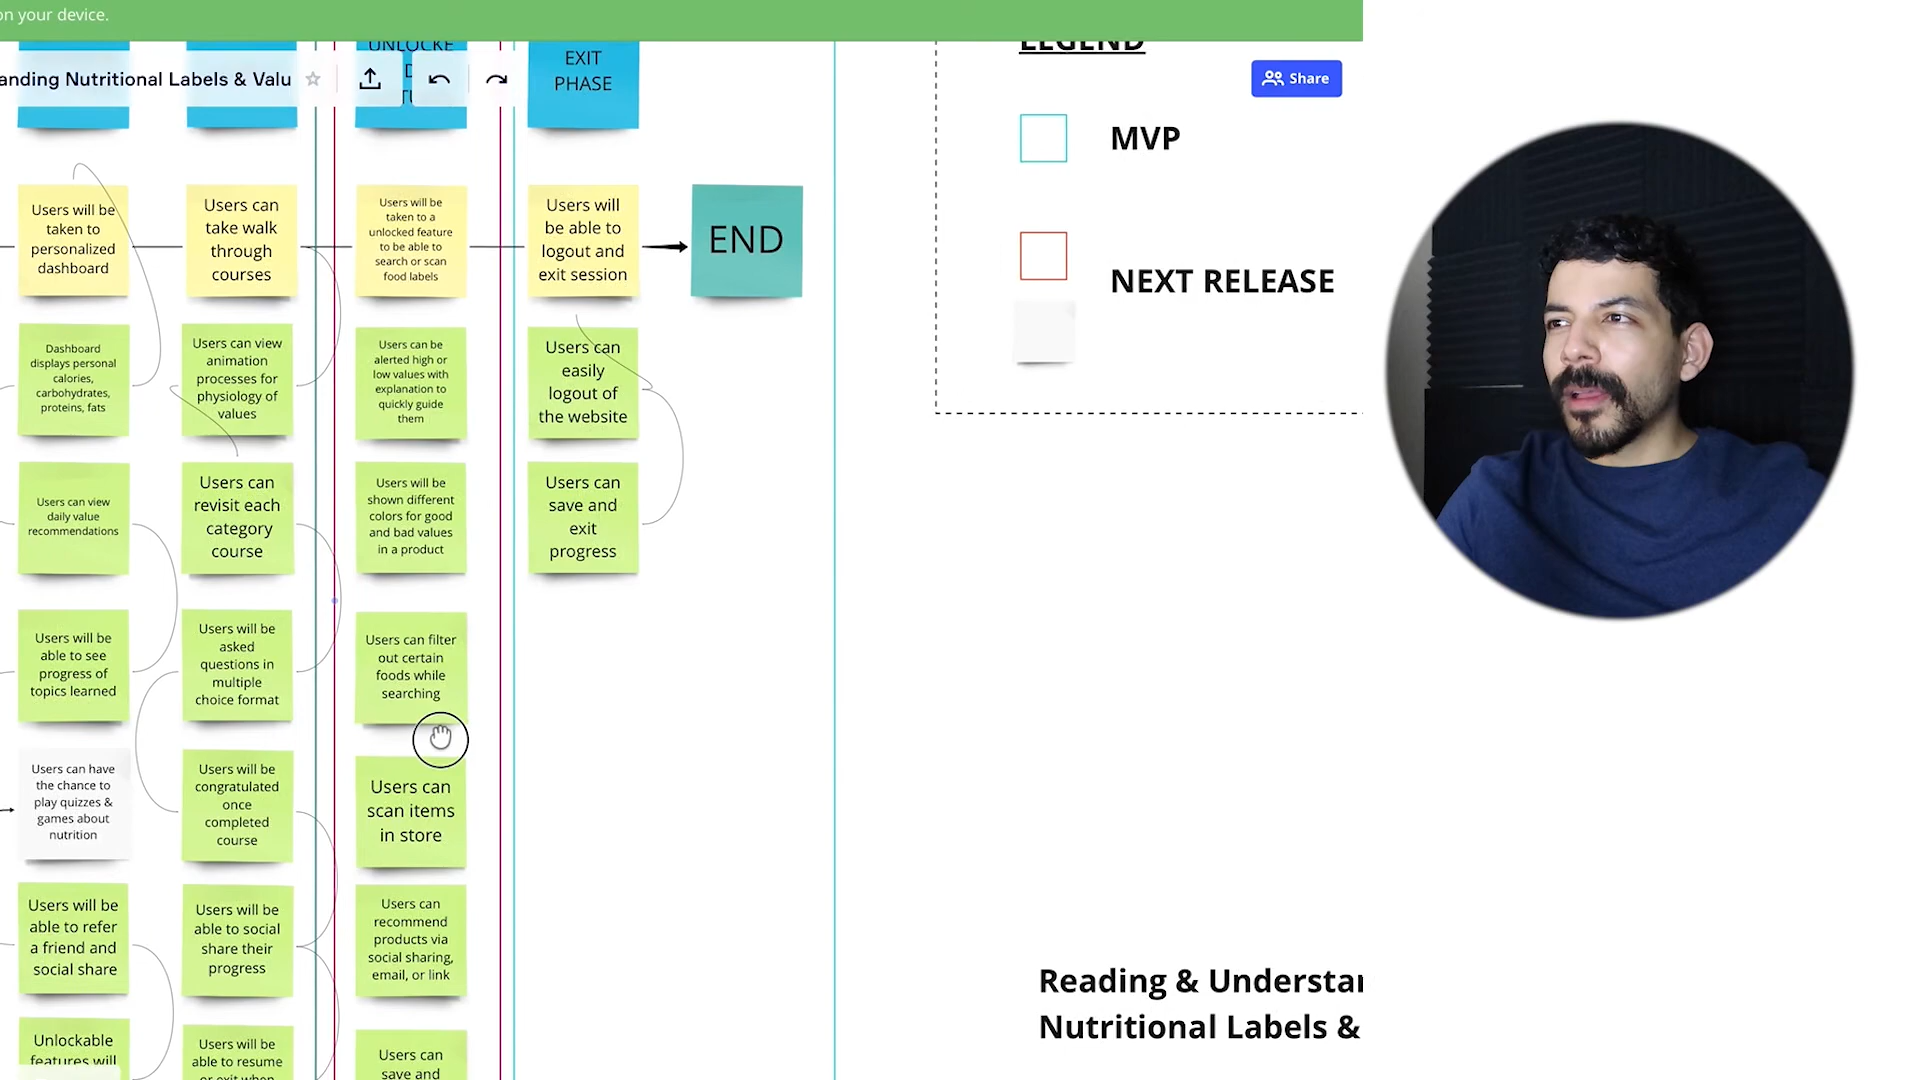 on your device.
anding Nutritional Labels & Valu
EXIT
PHASE
LEGEND
Share
MVP
NEXT RELEASE
Users will be
taken to
personalized
dashboard
Users can
take walk
through
courses
Users will be
taken to a
unlocked feature
to be able to
search or scan
food labels
Users will
be able to
logout and
exit session
END
Dashboard
displays personal
calories,
carbohydrates,
proteins, fats
Users can view
animation
processes for
physiology of
values
Users can be
alerted high or
low values with
explanation to
quickly guide
them
Users can
easily
logout of
the website
Users can view
daily value
recommendations
Users can
revisit each
category
course
Users will be
shown different
colors for good
and bad values
in a product
Users can
save and
exit
progress
Users will be
able to see
progress of
topics learned
Users will be
asked
questions in
multiple
choice format
Users can filter
out certain
foods while
searching
Users can have
the chance to
play quizzes &
games about
nutrition
Users will be
congratulated
once
completed
course
Users can
scan items
in store
Users will be
able to refer
a friend and
social share
Users will be
able to social
share their
progress
Users can
recommend
products via
social sharing,
email, or link
Unlockable
features will
Users will be
able to resume
or exit when
Users can
save and
Reading & Understan
Nutritional Labels &